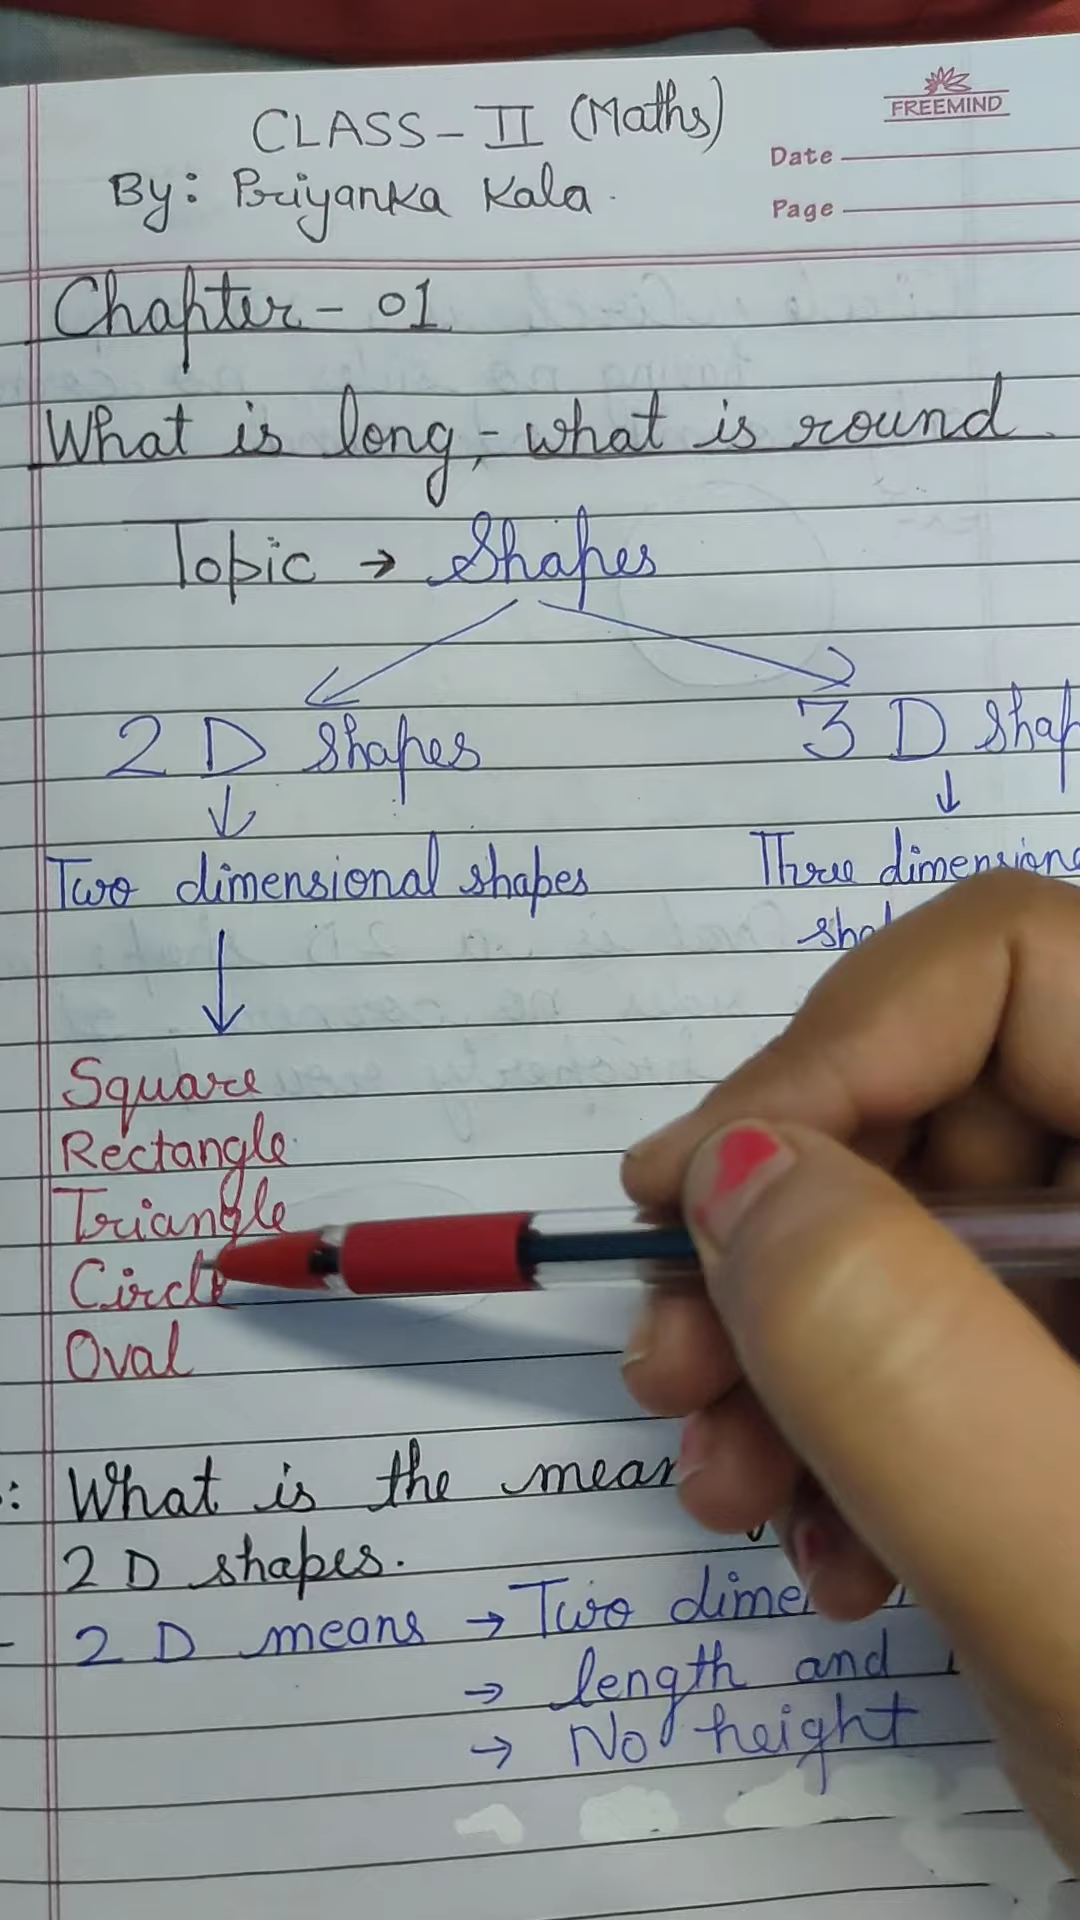 CLASS - II (Maths)
FREEMIND
Date
By: Priyanka Kala.
Page
Chapter - 01
What is long, - what is round.
Topic → Shapes
2 D shapes
3 D
Two dimensional shapes
Three
Square
Rectangle
Triangle
Circle
Oval
What is the
2 D shapes.
2 D means → Two
→ length and
→ No height